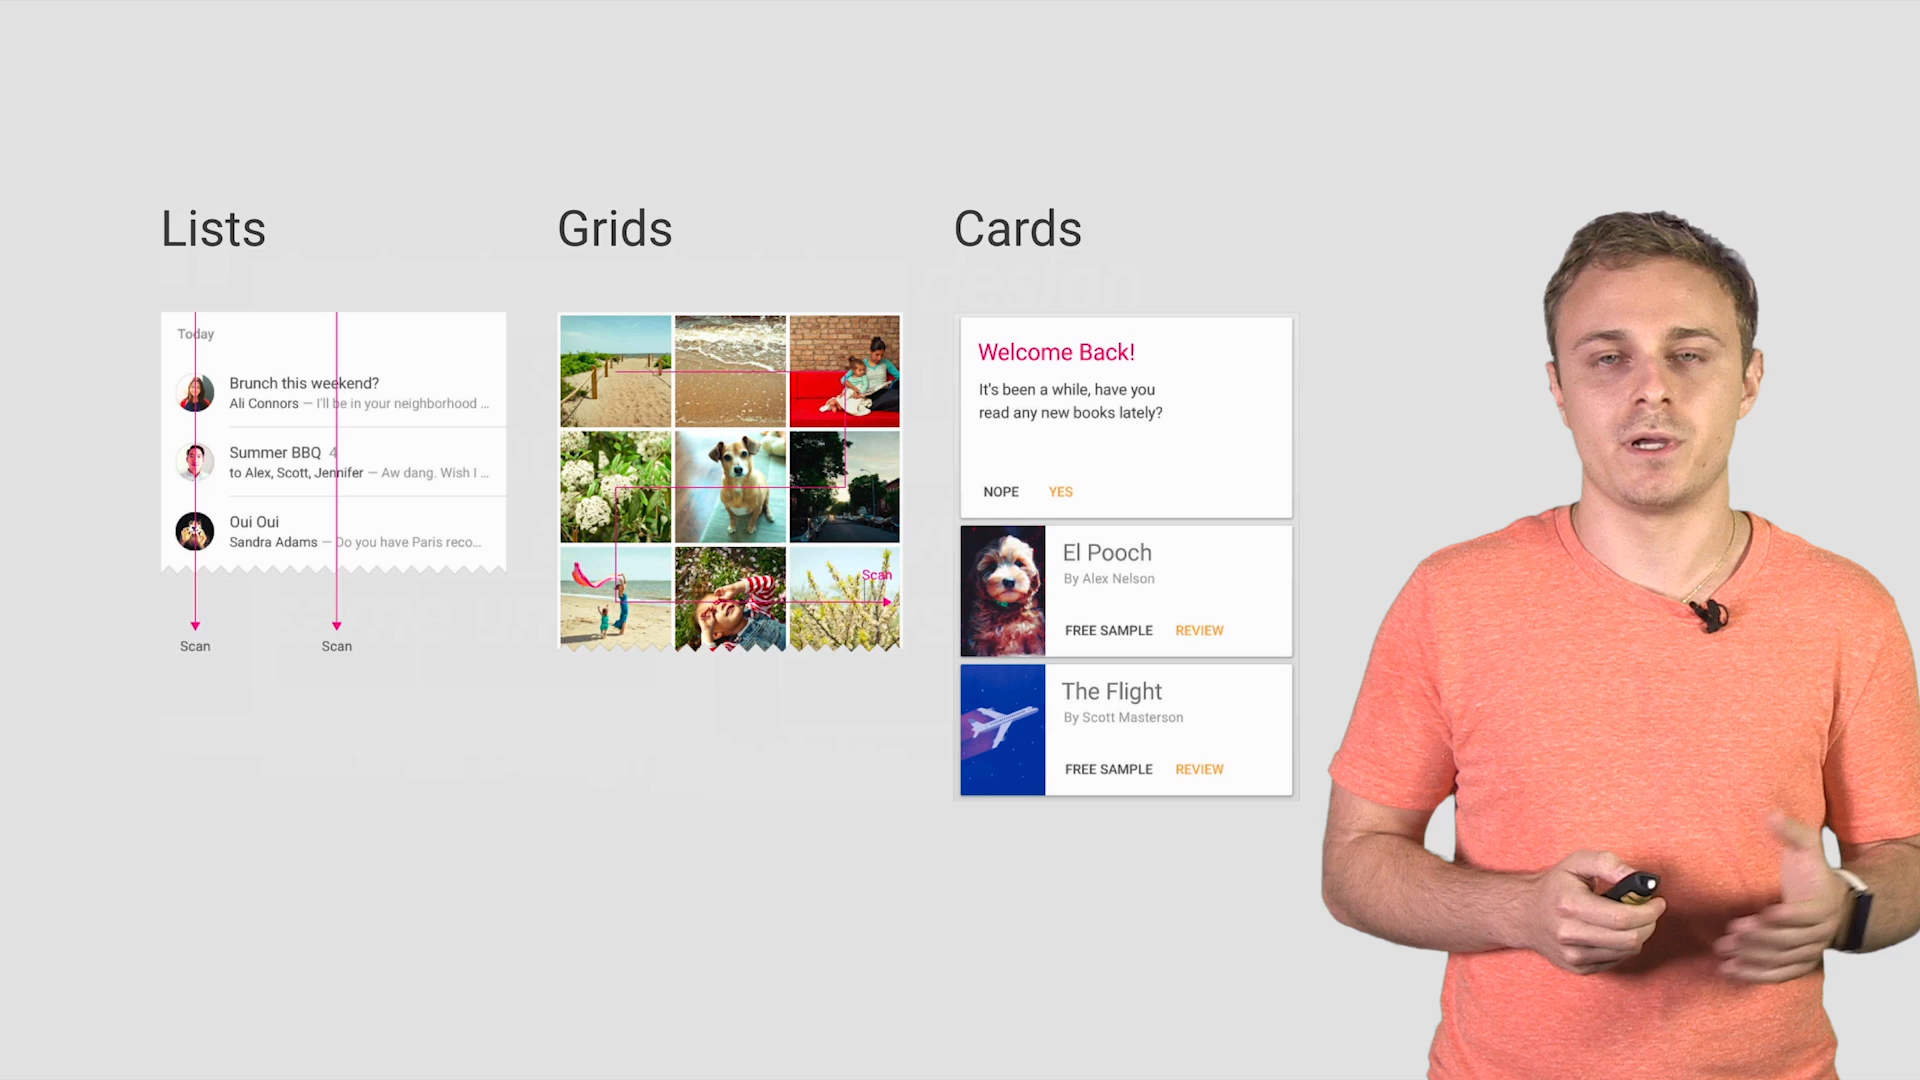 Lists
Today
Brunch this weekend?
Ali Connors — I'll be in your neighborhood ...
Summer BBQ 4
to Alex, Scott, Jennifer — Aw dang. Wish I ...
Oui Oui
Sandra Adams — Do you have Paris reco...
Scan
Scan
Grids
Scan
Cards
design
Welcome Back!
It's been a while, have you
read any new books lately?
NOPE YES
El Pooch
By Alex Nelson
FREE SAMPLE REVIEW
The Flight
By Scott Masterson
FREE SAMPLE REVIEW